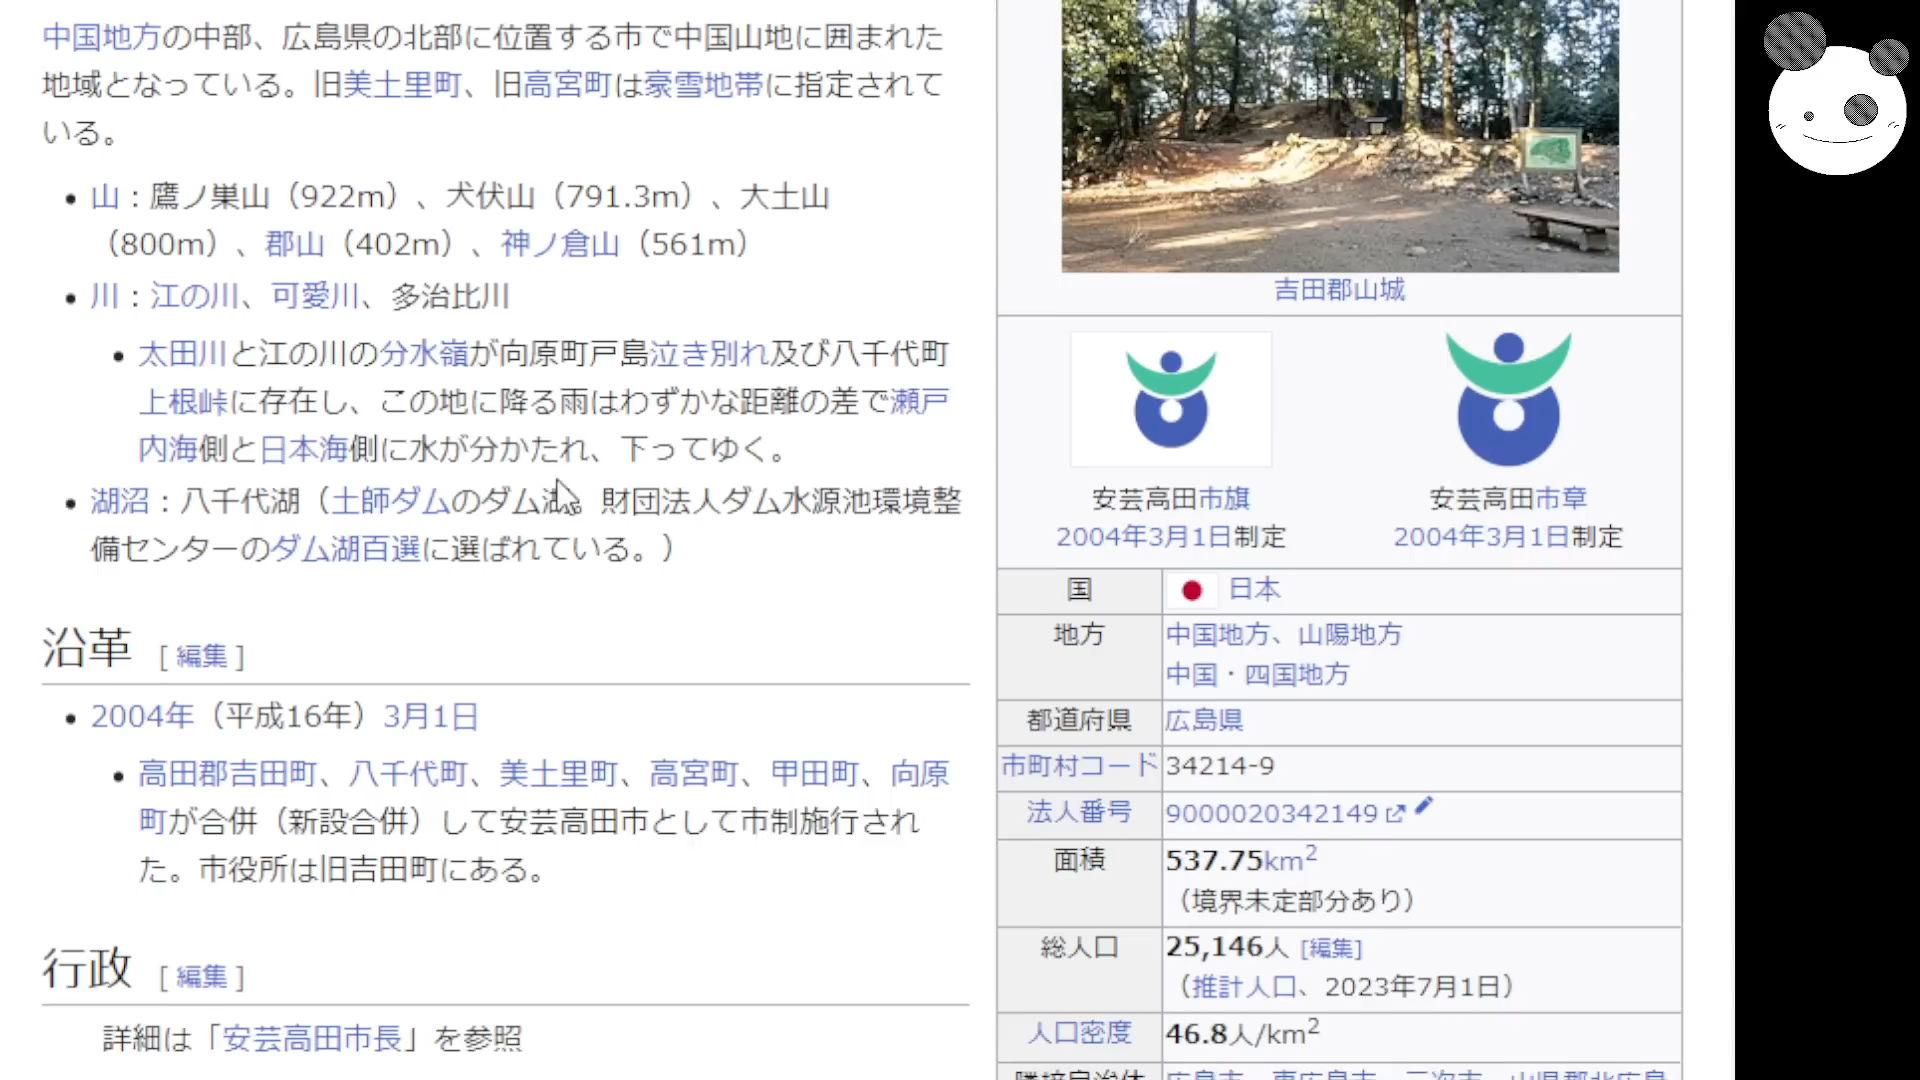 中国地方の中部、広島県の北部に位置する市で中国山地に囲まれた
地域となっている。旧美土里町、旧高宮町は豪雪地帯に指定されて
いる。
山：鷹ノ巣山（922m）、犬伏山（791.3m）、大土山
（800m）、郡山（402m）、神ノ倉山（561m）
川：江の川、可愛川、多治比川
太田川と江の川の分水嶺が向原町戸島泣き別れ及び八千代町
上根峠に存在し、この地に降る雨はわずかな距離の差で瀬戸
内海側と日本海側に水が分かたれ、下ってゆく。
湖沼：八千代湖（土師ダムのダム湖。財団法人ダム水源池環境整
備センターのダム湖百選に選ばれている。）
沿革 [編集]
2004年（平成16年）3月1日
高田郡吉田町、八千代町、美土里町、高宮町、甲田町、向原
町が合併（新設合併）して安芸高田市として市制施行され
た。市役所は旧吉田町にある。
行政 [編集]
詳細は「安芸高田市長」を参照
吉田郡山城
安芸高田市旗
2004年3月1日制定
安芸高田市章
2004年3月1日制定
国 日本
地方 中国地方、山陽地方
中国・四国地方
都道府県 広島県
市町村コード 34214-9
法人番号 9000020342149
面積 537.75km2
（境界未定部分あり）
総人口 25,146人 [編集]
（推計人口、2023年7月1日）
人口密度 46.8人/km2
隣接自治体 広島市、東広島市、三次市、山県郡北広島